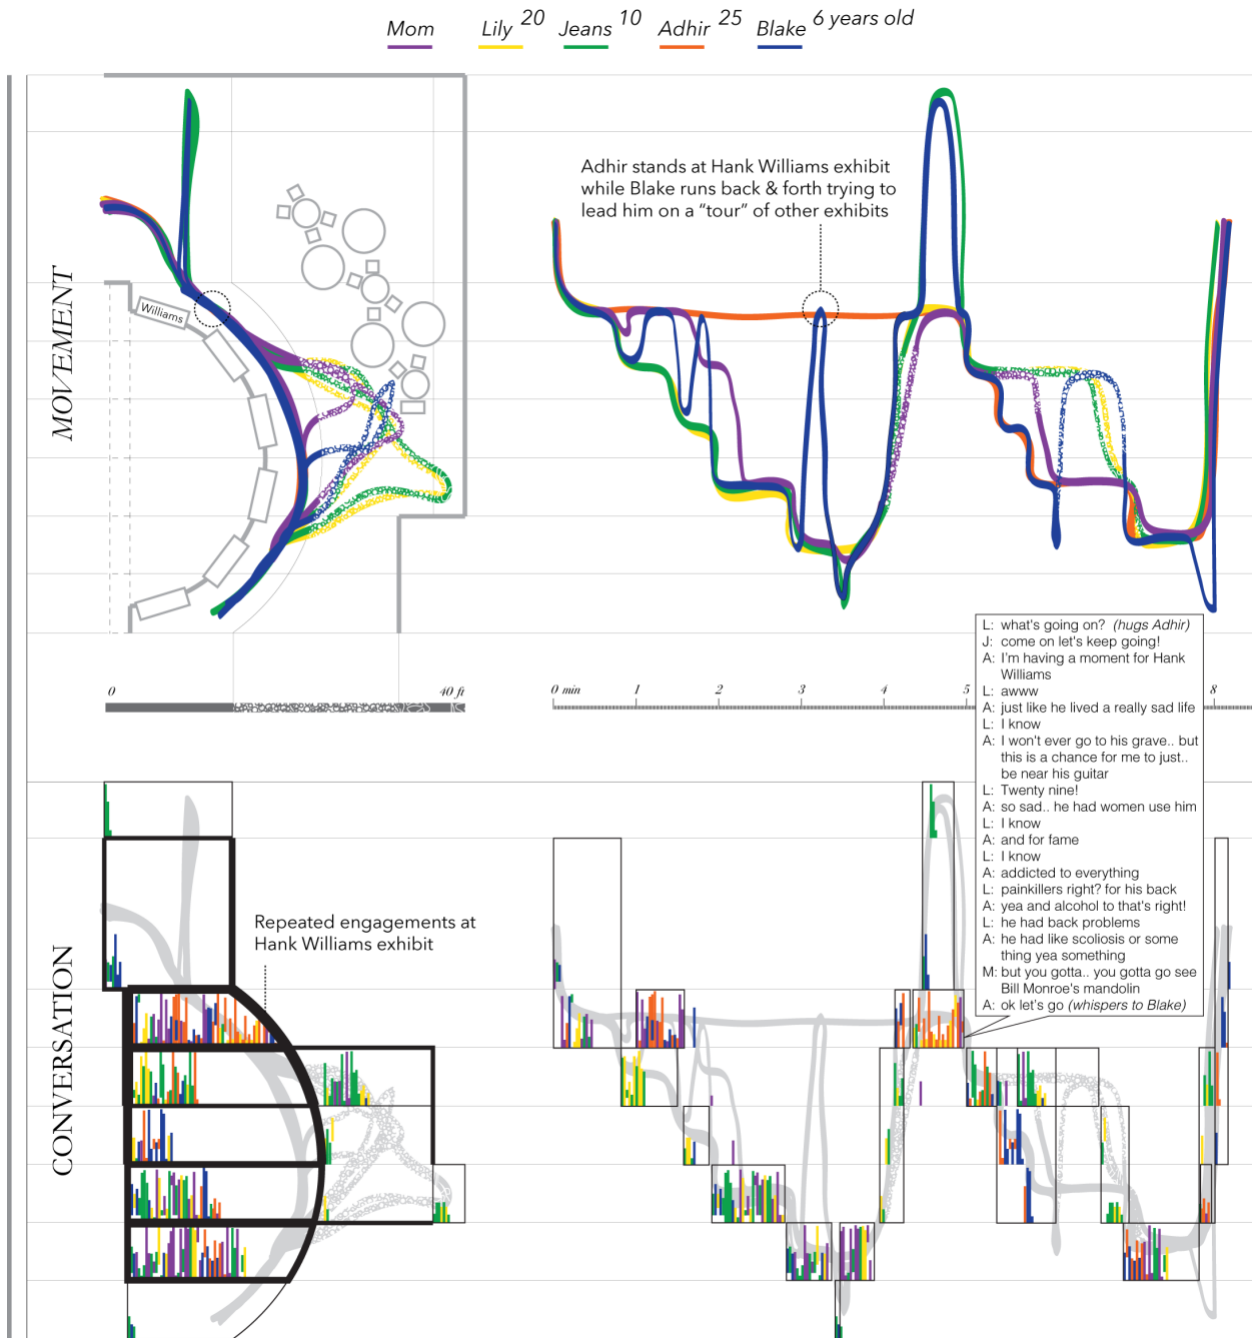 Mom Lily 20 Jeans 10 Adhir 25 Blake 6 years old
MOVEMENT
Williams
Adhir stands at Hank Williams exhibit
while Blake runs back & forth trying to
lead him on a “tour” of other exhibits
0 40 ft
0 min 1 2 3 4 5 8
L: what's going on? (hugs Adhir)
J: come on let's keep going!
A: I'm having a moment for Hank
Williams
L: awww
A: just like he lived a really sad life
L: I know
A: I won't ever go to his grave.. but
this is a chance for me to just..
be near his guitar
L: Twenty nine!
A: so sad.. he had women use him
L: I know
A: and for fame
L: I know
A: addicted to everything
L: painkillers right? for his back
A: yea and alcohol to that's right!
L: he had back problems
A: he had like scoliosis or some
thing yea something
M: but you gotta.. you gotta go see
Bill Monroe's mandolin
A: ok let's go (whispers to Blake)
CONVERSATION
Repeated engagements at
Hank Williams exhibit